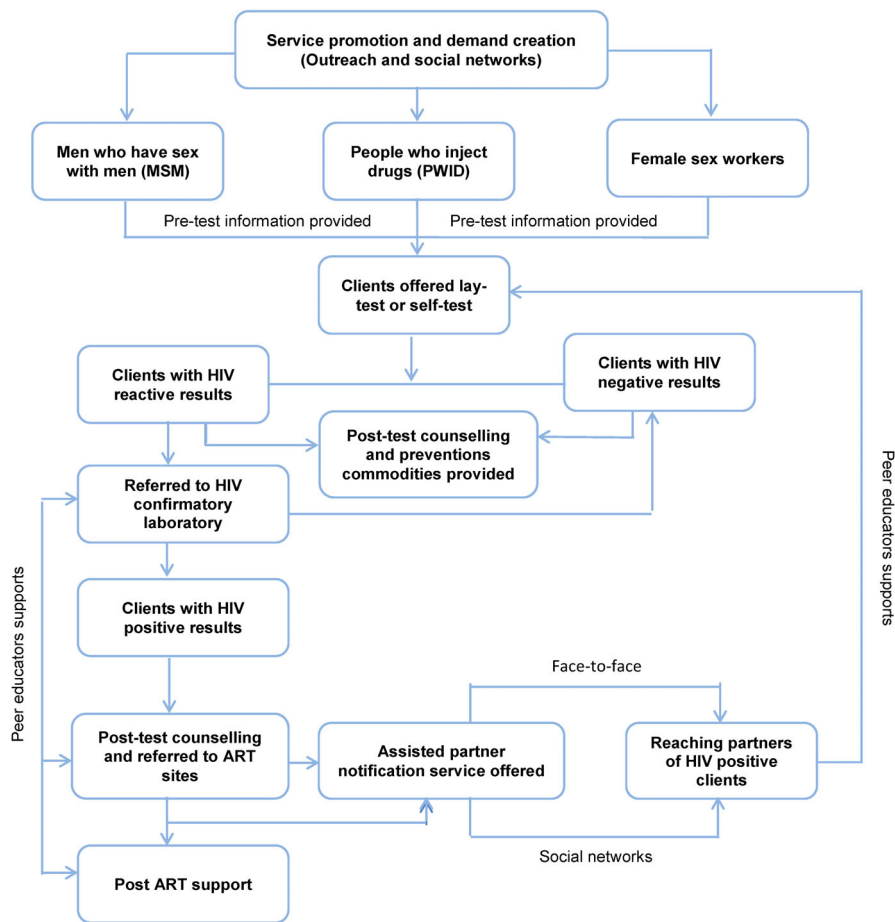 Service promotion and demand creation
(Outreach and social networks)
Men who have sex
with men (MSM)
People who inject
drugs (PWID)
Female sex workers
Pre-test information provided
Pre-test information provided
Clients offered lay-
test or self-test
Clients with HIV
reactive results
Clients with HIV
negative results
Post-test counselling
and preventions
commodities provided
Referred to HIV
confirmatory
laboratory
Peer educators supports
Clients with HIV
positive results
Peer educators supports
Face-to-face
Post-test counselling
and referred to ART
sites
Assisted partner
notification service offered
Reaching partners
of HIV positive
clients
Social networks
Post ART support